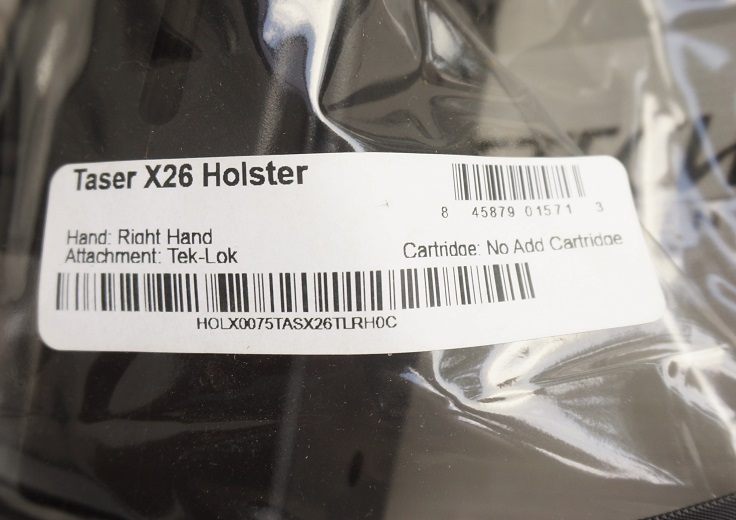 Taser X26 Holster
8 45879 01571 3
Hand: Right Hand
Attachment: Tek-Lok
Cartridge: No Add Cartridge
HOLX0075TASX26TLRH0C